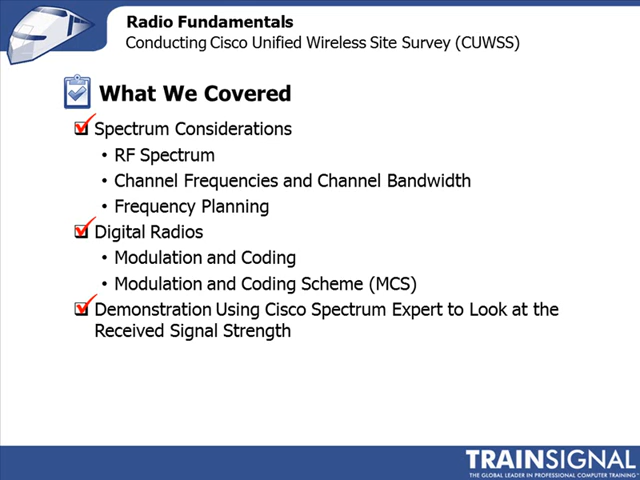 Radio Fundamentals
Conducting Cisco Unified Wireless Site Survey (CUWSS)
What We Covered
Spectrum Considerations
• RF Spectrum
• Channel Frequencies and Channel Bandwidth
• Frequency Planning
Digital Radios
• Modulation and Coding
• Modulation and Coding Scheme (MCS)
Demonstration Using Cisco Spectrum Expert to Look at the
Received Signal Strength
TRAINSIGNAL
THE GLOBAL LEADER IN PROFESSIONAL COMPUTER TRAINING